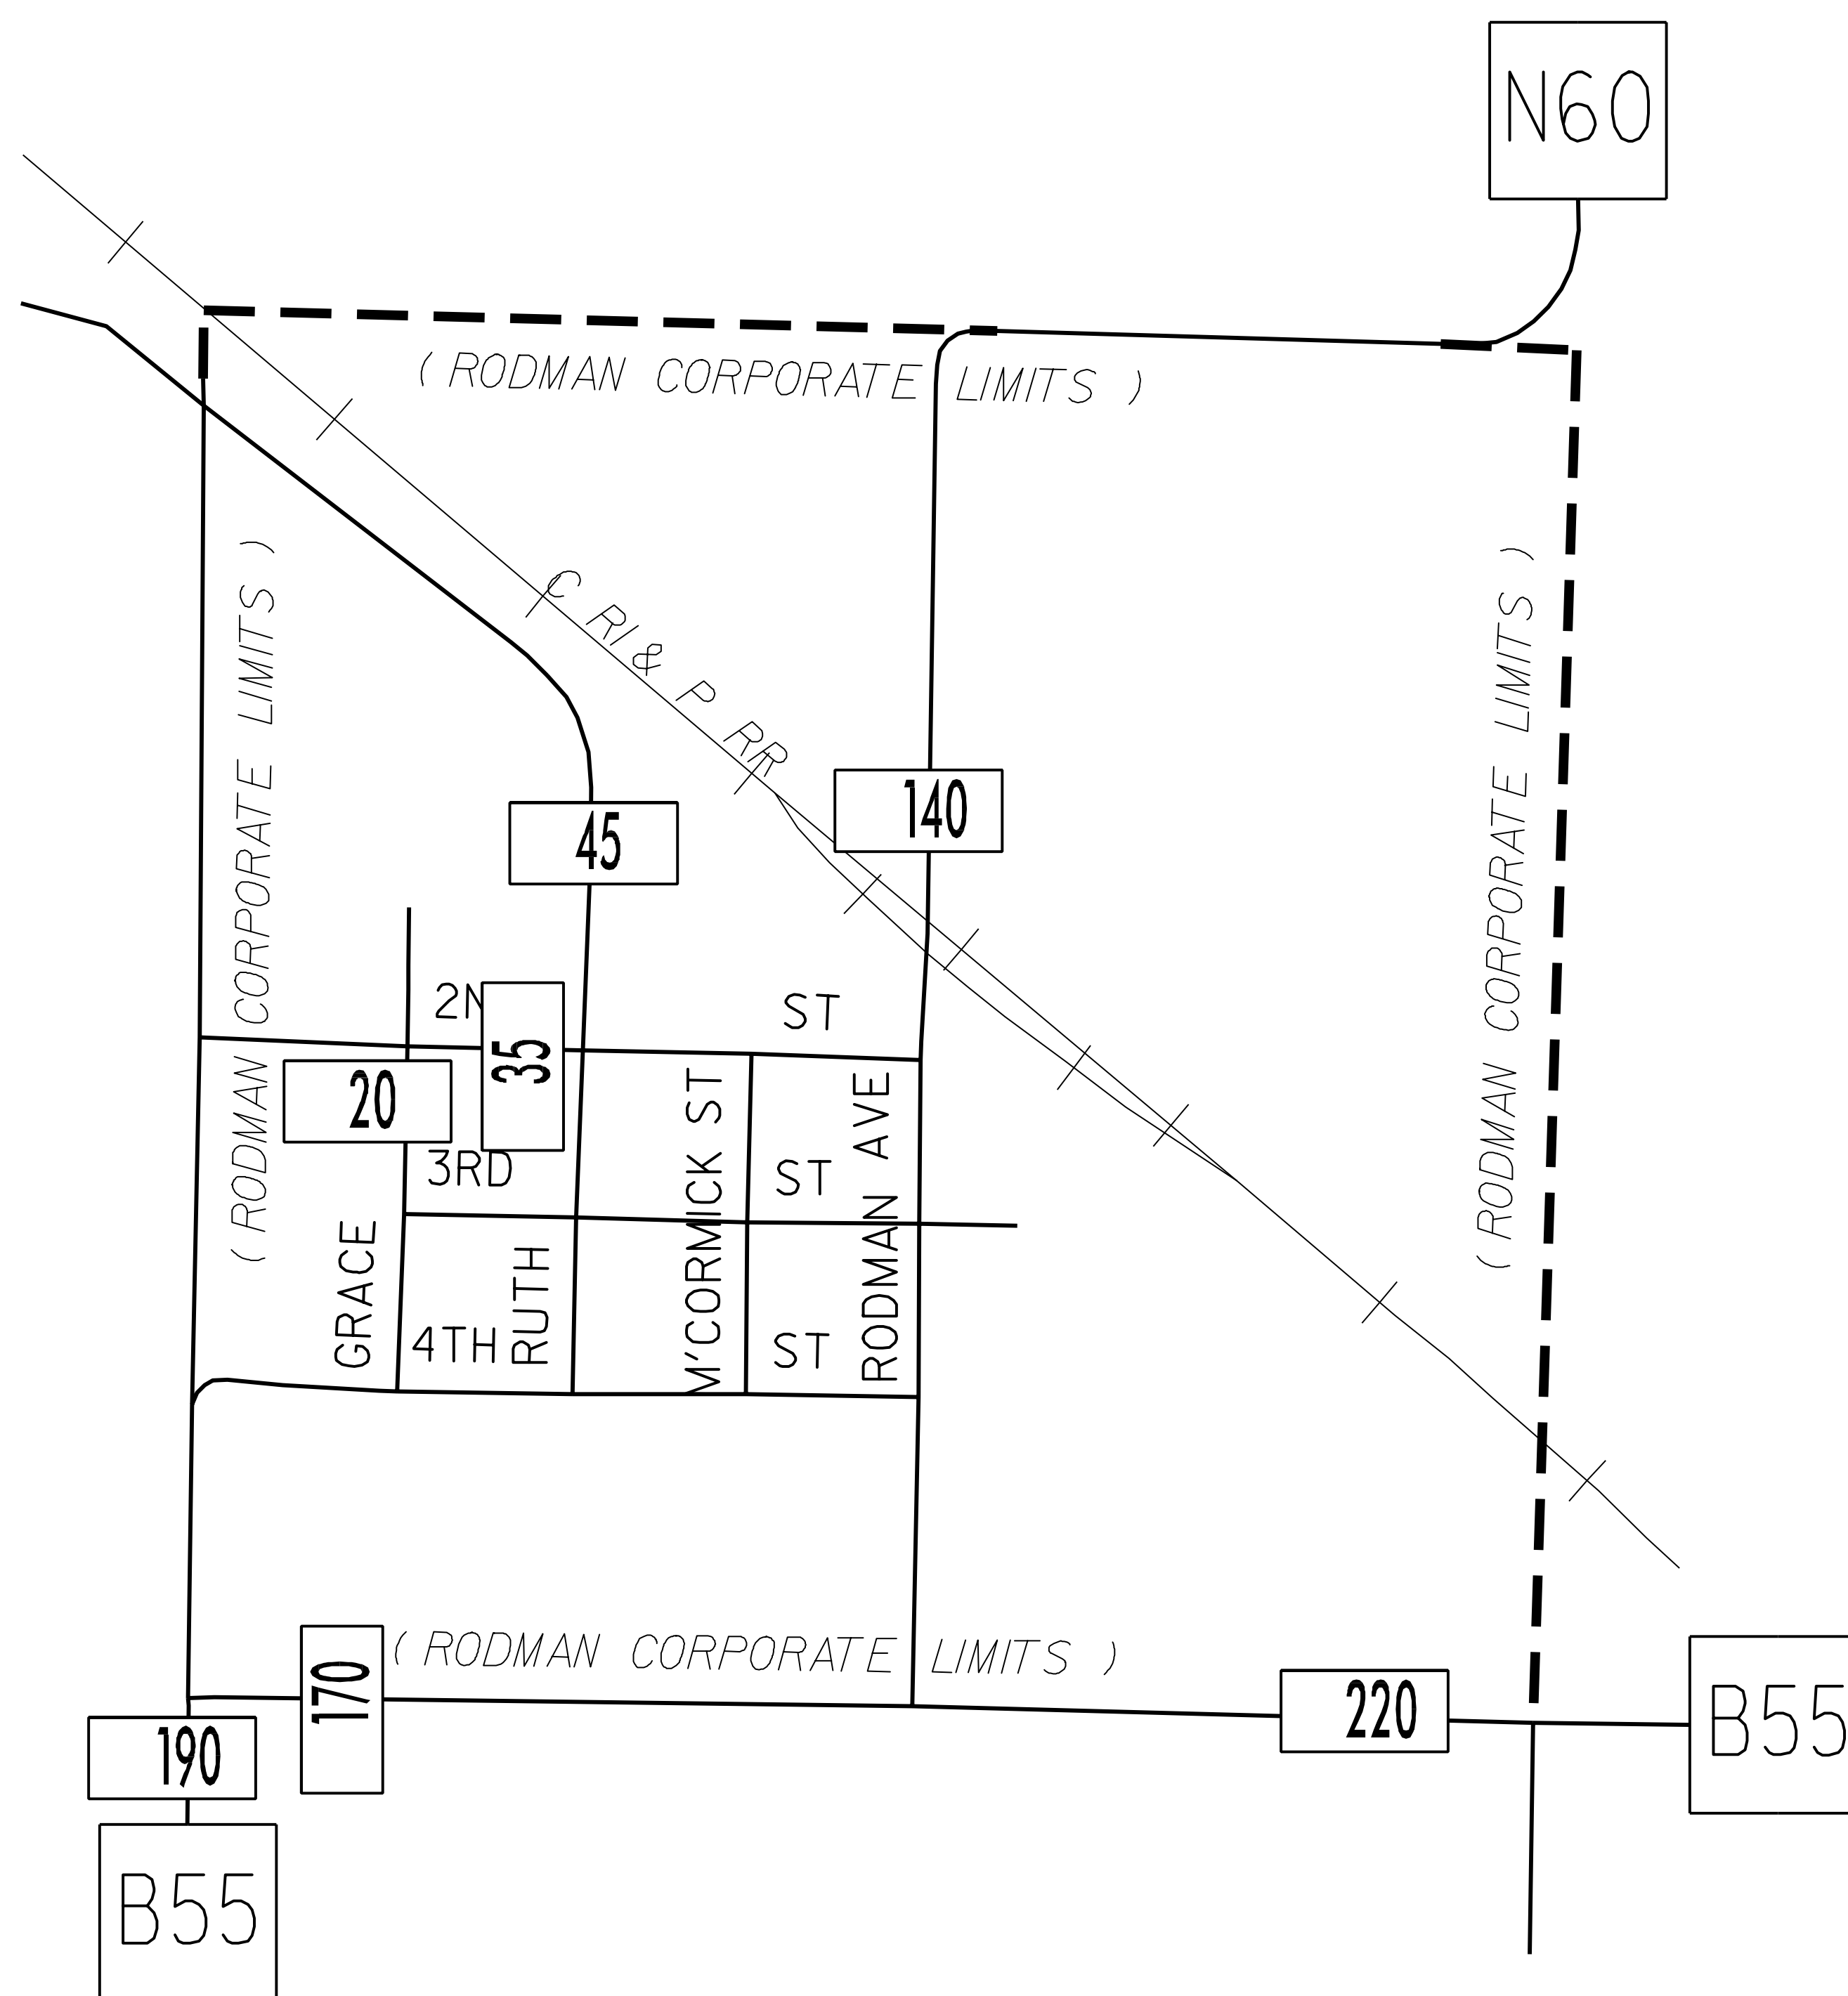 N60
( RODMAN CORPORATE LIMITS )
( RODMAN CORPORATE LIMITS )
( RODMAN CORPORATE LIMITS )
C RI& P RR
140
45
2N
ST
35
20
3RD
ST
GRACE
RUTH
M'CORMICK ST
RODMAN AVE
4TH
ST
( RODMAN CORPORATE LIMITS )
170
220
190
B55
B55